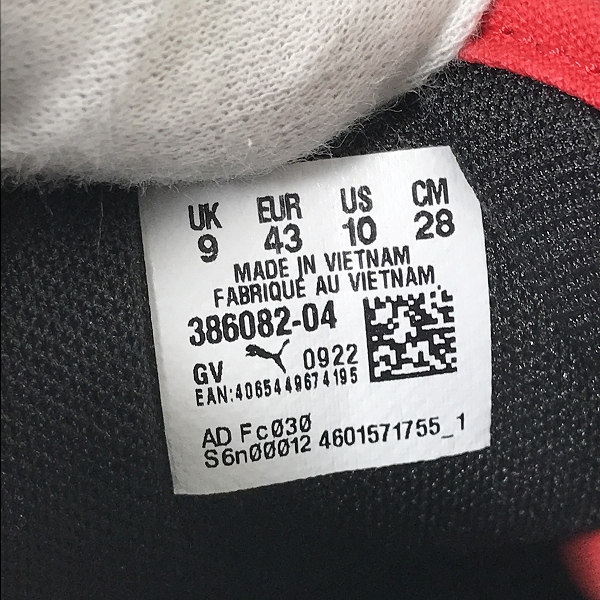 UK EUR US CM
9 43 10 28
MADE IN VIETNAM
FABRIQUÉ AU VIETNAM.
386082-04
GV 0922
EAN:4065449674195
AD Fc030
S6n00012 4601571755_1